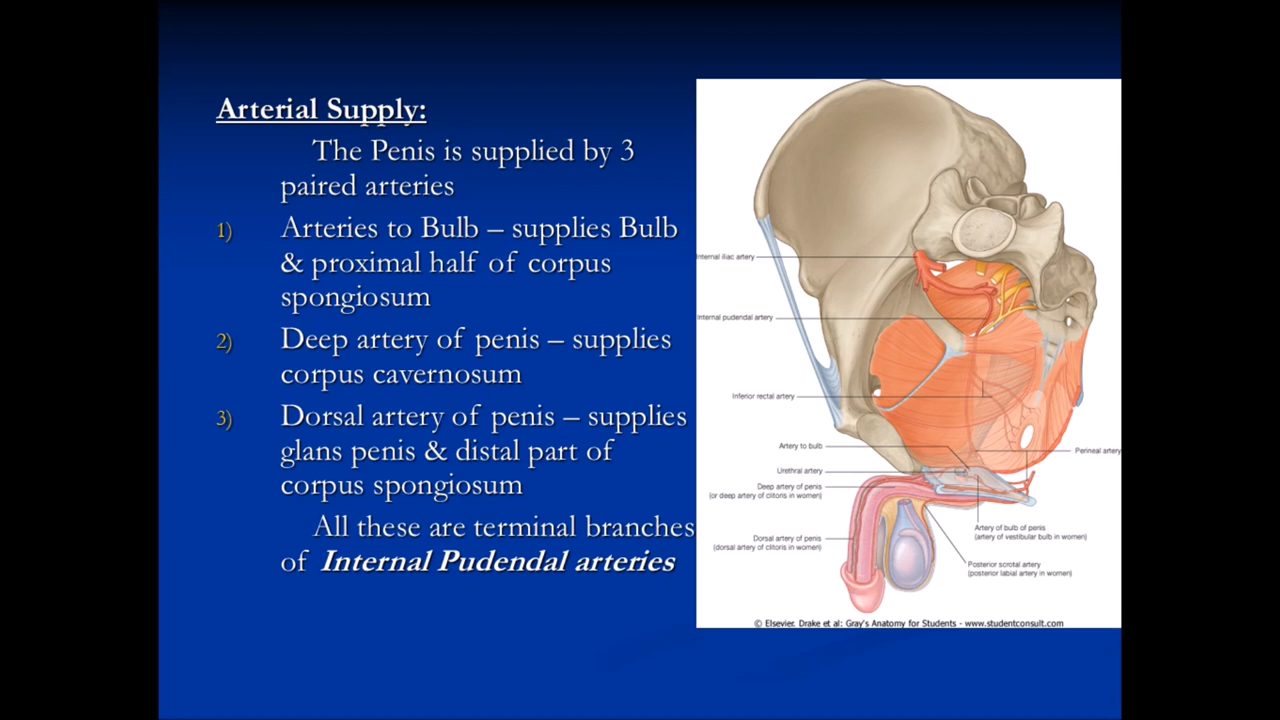 Arterial Supply:
The Penis is supplied by 3
paired arteries
1) Arteries to Bulb – supplies Bulb
& proximal half of corpus
spongiosum
2) Deep artery of penis – supplies
corpus cavernosum
3) Dorsal artery of penis – supplies
glans penis & distal part of
corpus spongiosum
All these are terminal branches
of Internal Pudendal arteries
Internal iliac artery
Internal pudendal artery
Inferior rectal artery
Artery to bulb
Perineal artery
Urethral artery
Deep artery of penis
(or deep artery of clitoris in women)
Artery of bulb of penis
(artery of vestibular bulb in women)
Dorsal artery of penis
(dorsal artery of clitoris in women)
Posterior scrotal artery
(posterior labial artery in women)
© Elsevier. Drake et al: Gray's Anatomy for Students - www.studentconsult.com